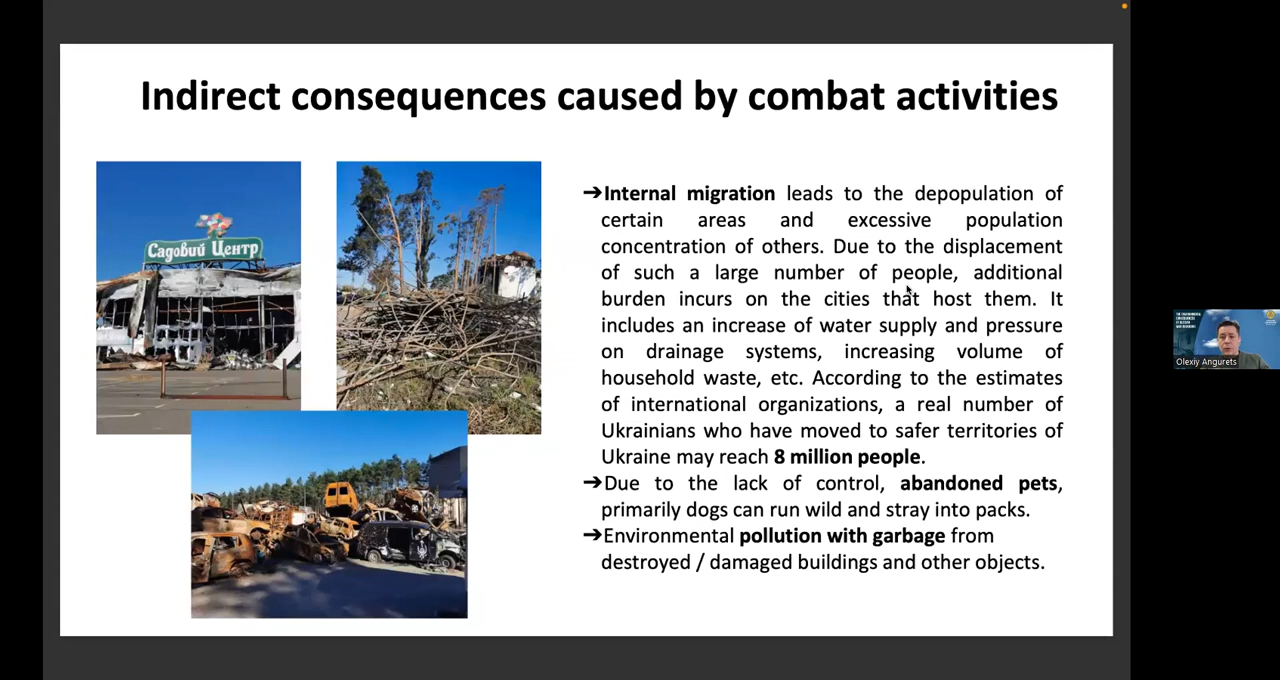 Indirect consequences caused by combat activities
Садовий Центр
➔Internal migration leads to the depopulation of
certain areas and excessive population
concentration of others. Due to the displacement
of such a large number of people, additional
burden incurs on the cities that host them. It
includes an increase of water supply and pressure
on drainage systems, increasing volume of
household waste, etc. According to the estimates
of international organizations, a real number of
Ukrainians who have moved to safer territories of
Ukraine may reach 8 million people.
➔Due to the lack of control, abandoned pets,
primarily dogs can run wild and stray into packs.
➔Environmental pollution with garbage from
destroyed / damaged buildings and other objects.
Olexiy Angurets